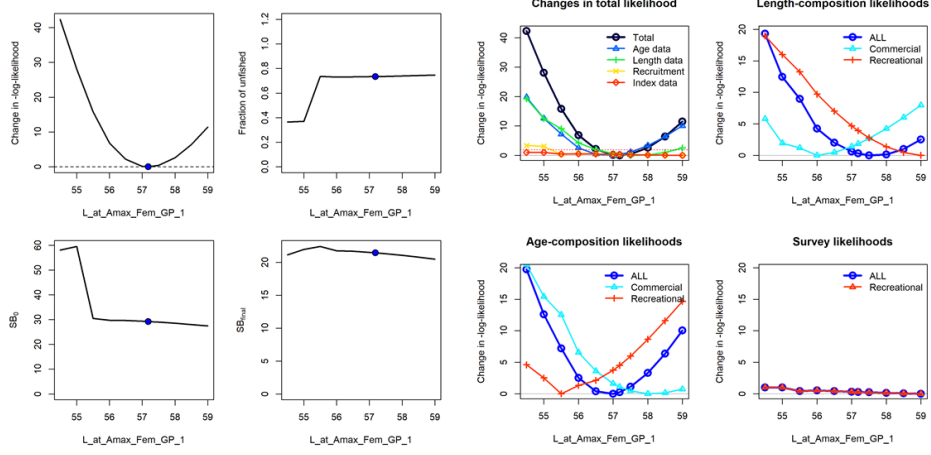 Change in -log-likelihood
40
30
20
10
0
55 56 57 58 59
L_at_Amax_Fem_GP_1
Fraction of unfished
1.2
1.0
0.8
0.6
0.4
0.2
0.0
55 56 57 58 59
L_at_Amax_Fem_GP_1
Changes in total likelihood
Change in -log-likelihood
40
30
20
10
0
Total
Age data
Length data
Recruitment
Index data
55 56 57 58 59
L_at_Amax_Fem_GP_1
Length-composition likelihoods
Change in -log-likelihood
20
15
10
5
0
ALL
Commercial
Recreational
55 56 57 58 59
L_at_Amax_Fem_GP_1
SB0
60
50
40
30
20
10
0
55 56 57 58 59
L_at_Amax_Fem_GP_1
SBfinal
20
15
10
5
0
55 56 57 58 59
L_at_Amax_Fem_GP_1
Age-composition likelihoods
Change in -log-likelihood
20
15
10
5
0
ALL
Commercial
Recreational
55 56 57 58 59
L_at_Amax_Fem_GP_1
Survey likelihoods
Change in -log-likelihood
20
15
10
5
0
ALL
Recreational
55 56 57 58 59
L_at_Amax_Fem_GP_1